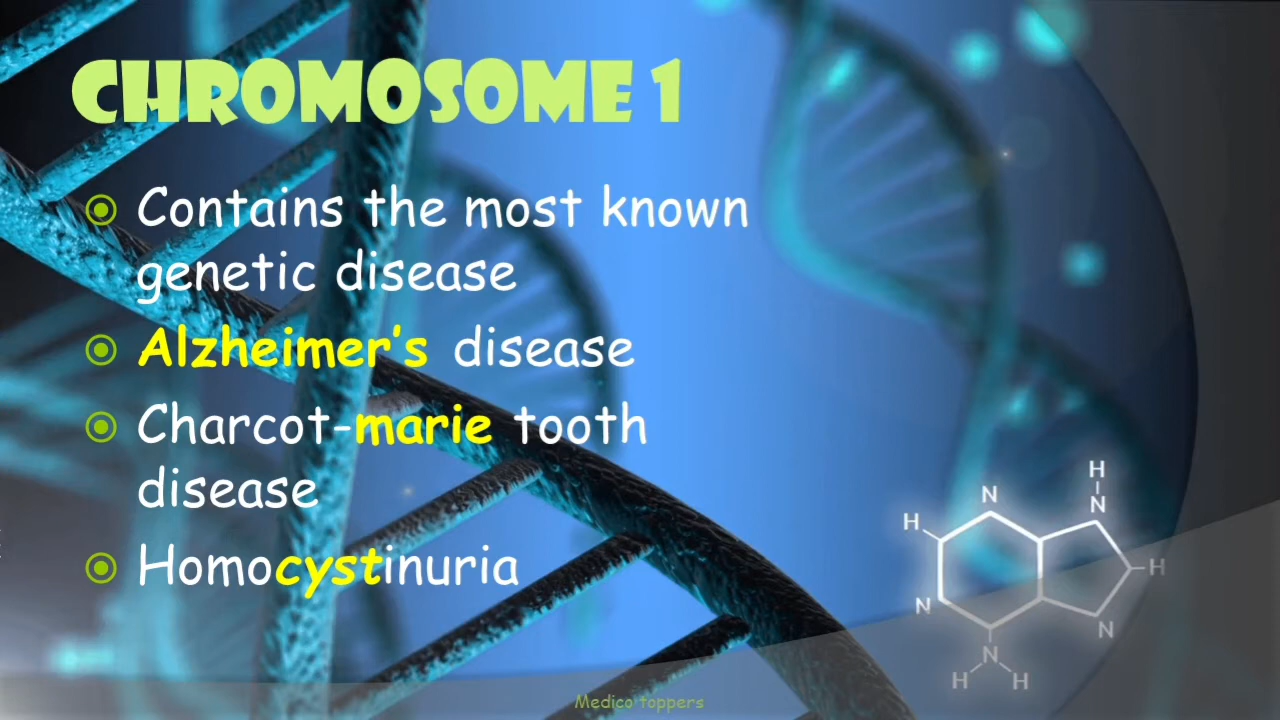 CHROMOSOME 1
Contains the most known
genetic disease
Alzheimer's disease
Charcot-marie tooth
disease
Homocystinuria
H
N
N
H
H
N
N
N
H
H
Medico toppers